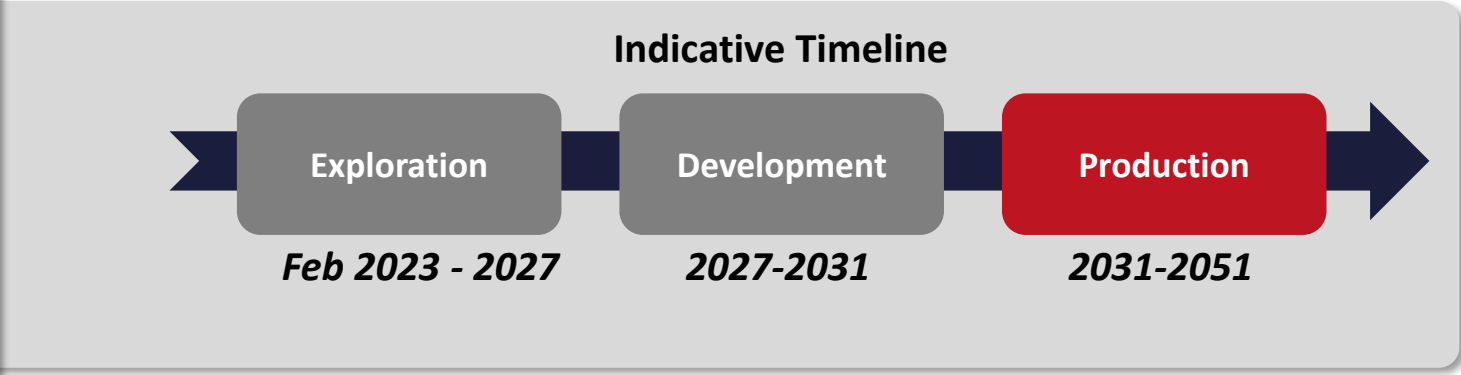 Indicative Timeline
Exploration Development Production
Feb 2023 - 2027 2027-2031 2031-2051